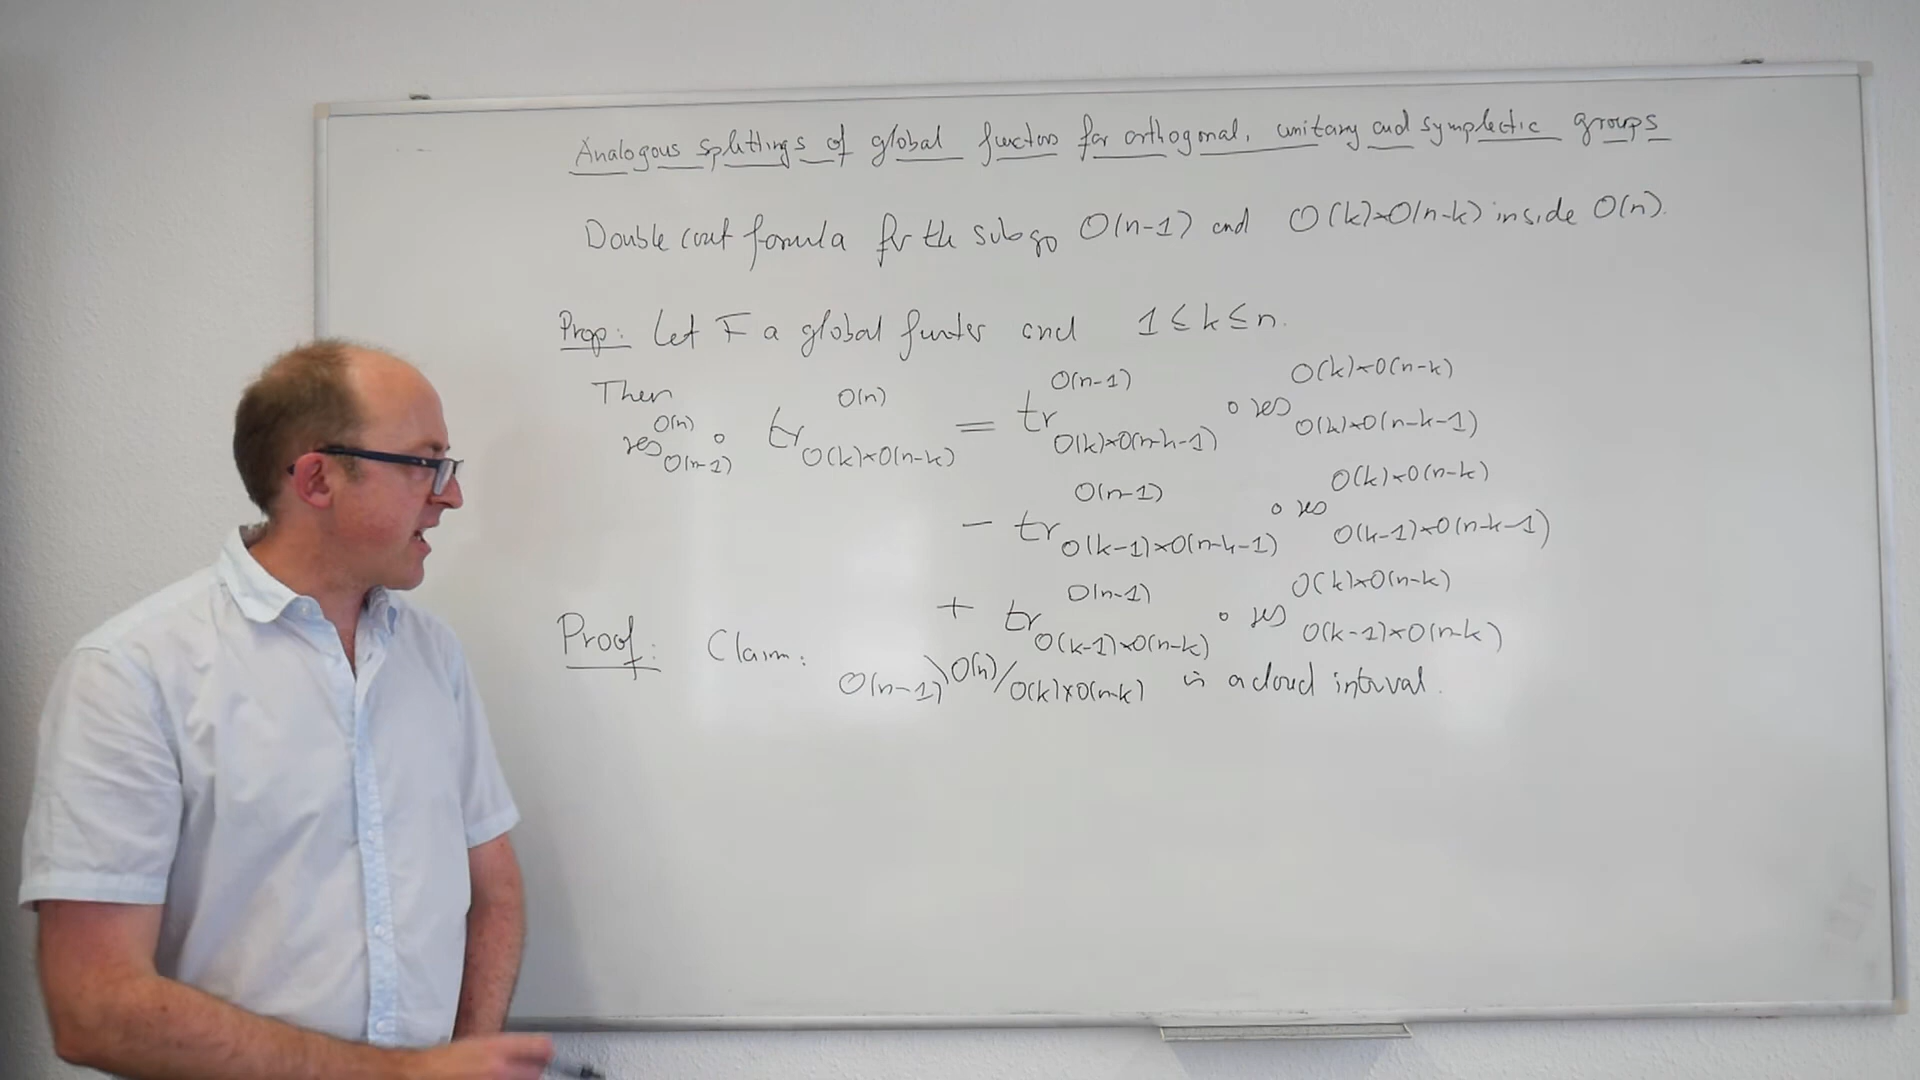 Analogous splittings of global functors for orthogonal, unitary and symplectic groups
Double coset formula for the subgp O(n-1) and O(k)×O(n-k) inside O(n).
Prop: Let F a global functor and 1 ≤ k ≤ n.
Then
res^{O(n)}_{O(n-1)} ∘ tr^{O(n)}_{O(k)×O(n-k)} = tr^{O(n-1)}_{O(k)×O(n-k-1)} ∘ res^{O(k)×O(n-k)}_{O(k)×O(n-k-1)}
− tr^{O(n-1)}_{O(k-1)×O(n-k-1)} ∘ res^{O(k)×O(n-k)}_{O(k-1)×O(n-k-1)}
+ tr^{O(n-1)}_{O(k-1)×O(n-k)} ∘ res^{O(k)×O(n-k)}_{O(k-1)×O(n-k)}
Proof: Claim: O(n-1)\O(n)/O(k)×O(n-k) is a closed interval.